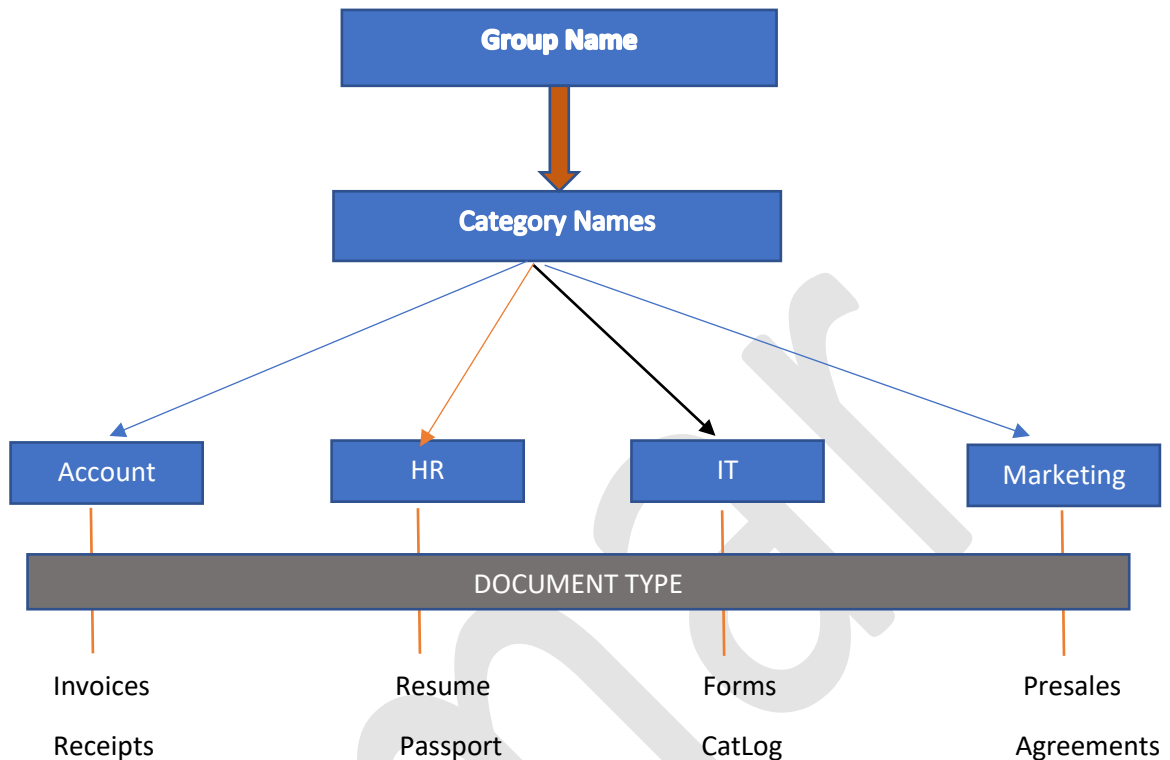 Group Name
Category Names
Account HR IT Marketing
DOCUMENT TYPE
Invoices Resume Forms Presales
Receipts Passport CatLog Agreements